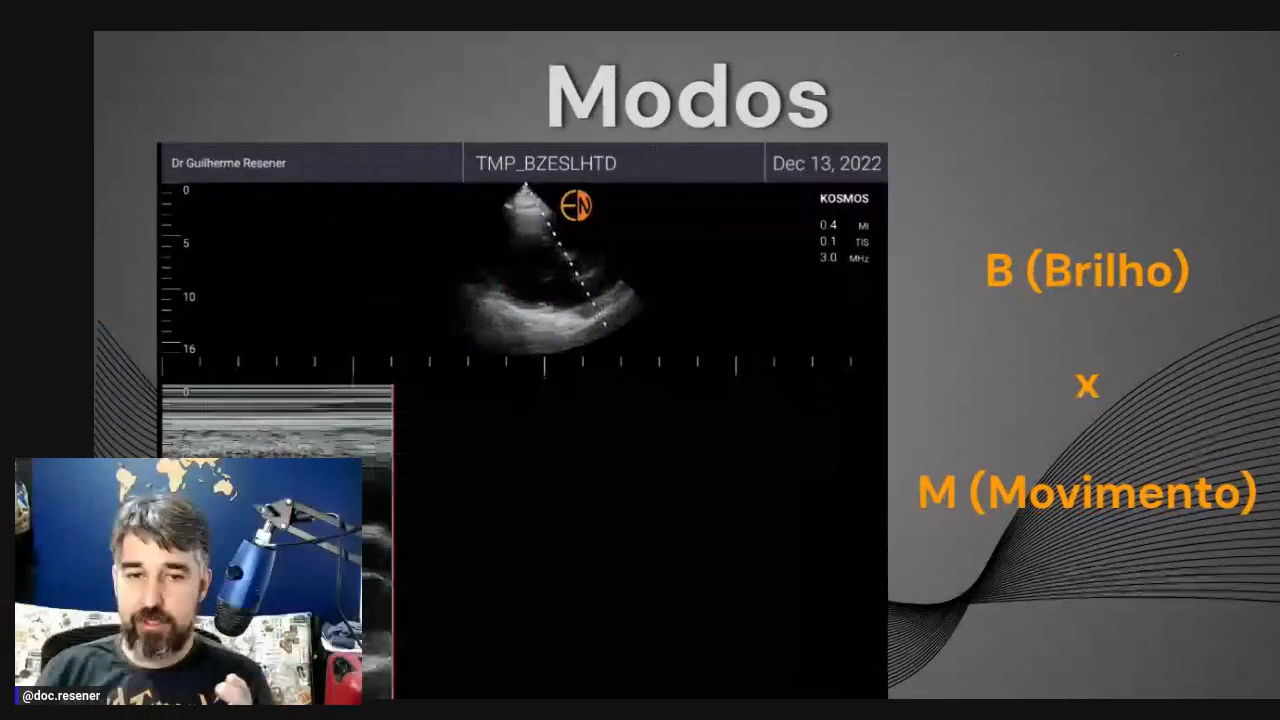 Modos
Dr Guilherme Resener
TMP_BZESLHTD
Dec 13, 2022
0
5
10
16
EN
KOSMOS
0.4 MI
0.1 TIS
3.0 MHz
0
B (Brilho)
x
M (Movimento)
@doc.resener